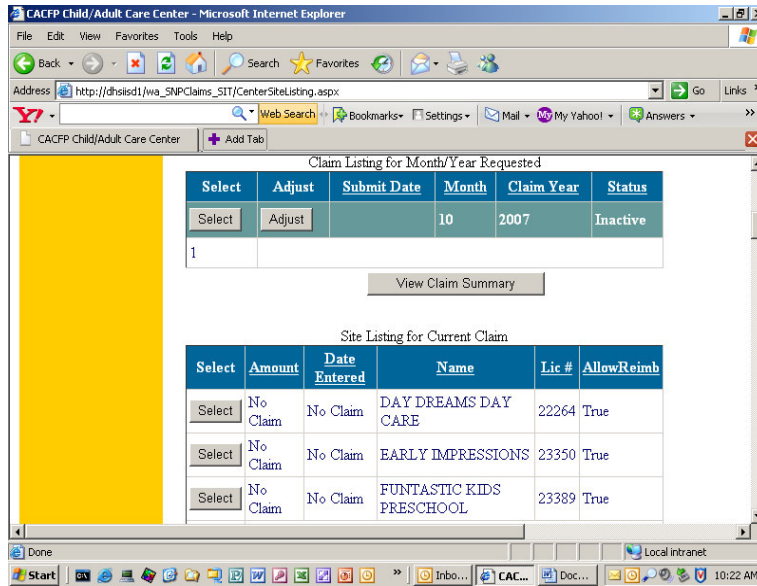 CACFP Child/Adult Care Center - Microsoft Internet Explorer
File Edit View Favorites Tools Help
Back Search Favorites
Address http://dhsiisd1/wa_SNPClaims_SIT/CenterSiteListing.aspx Go Links
Y! Web Search Bookmarks Settings Mail My My Yahoo! Answers
CACFP Child/Adult Care Center Add Tab
Claim Listing for Month/Year Requested
Select Adjust Submit Date Month Claim Year Status
Select Adjust 10 2007 Inactive
1
View Claim Summary
Site Listing for Current Claim
Select Amount Date Entered Name Lic # AllowReimb
Select No Claim No Claim DAY DREAMS DAY CARE 22264 True
Select No Claim No Claim EARLY IMPRESSIONS 23350 True
Select No Claim No Claim FUNTASTIC KIDS PRESCHOOL 23389 True
Done Local intranet
Start Inbo... CAC... Doc... 10:22 AM